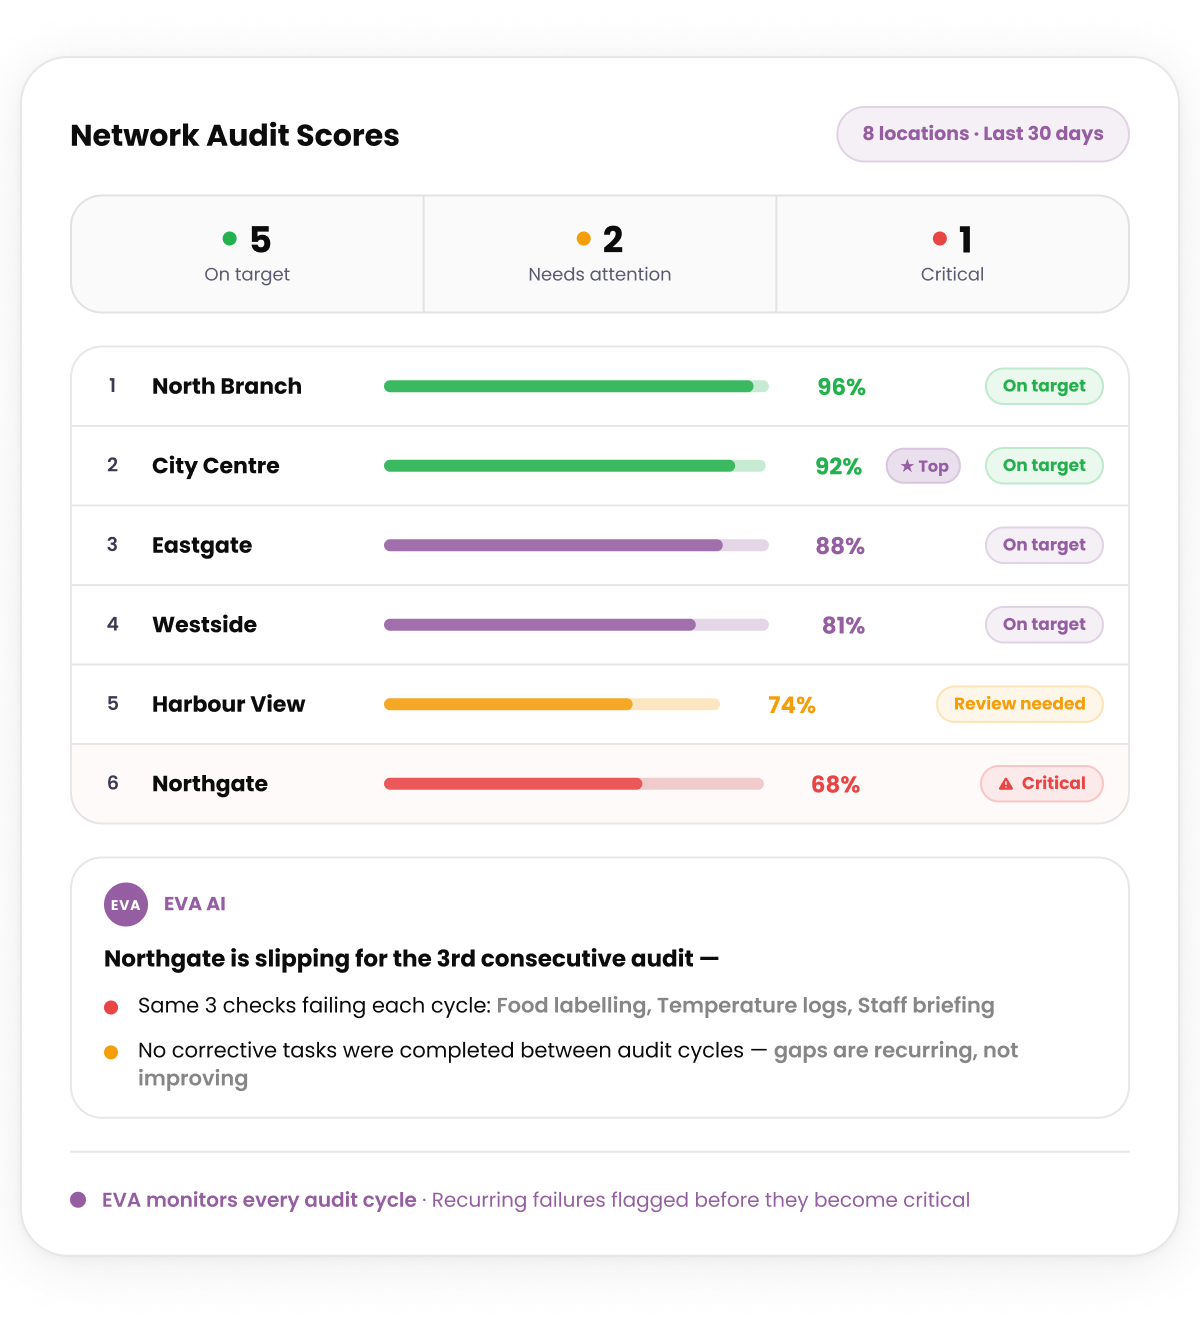 Network Audit Scores
8 locations · Last 30 days
5
On target
2
Needs attention
1
Critical
1 North Branch 96% On target
2 City Centre 92% ★ Top On target
3 Eastgate 88% On target
4 Westside 81% On target
5 Harbour View 74% Review needed
6 Northgate 68% Critical
EVA EVA AI
Northgate is slipping for the 3rd consecutive audit —
Same 3 checks failing each cycle: Food labelling, Temperature logs, Staff briefing
No corrective tasks were completed between audit cycles — gaps are recurring, not
improving
EVA monitors every audit cycle · Recurring failures flagged before they become critical